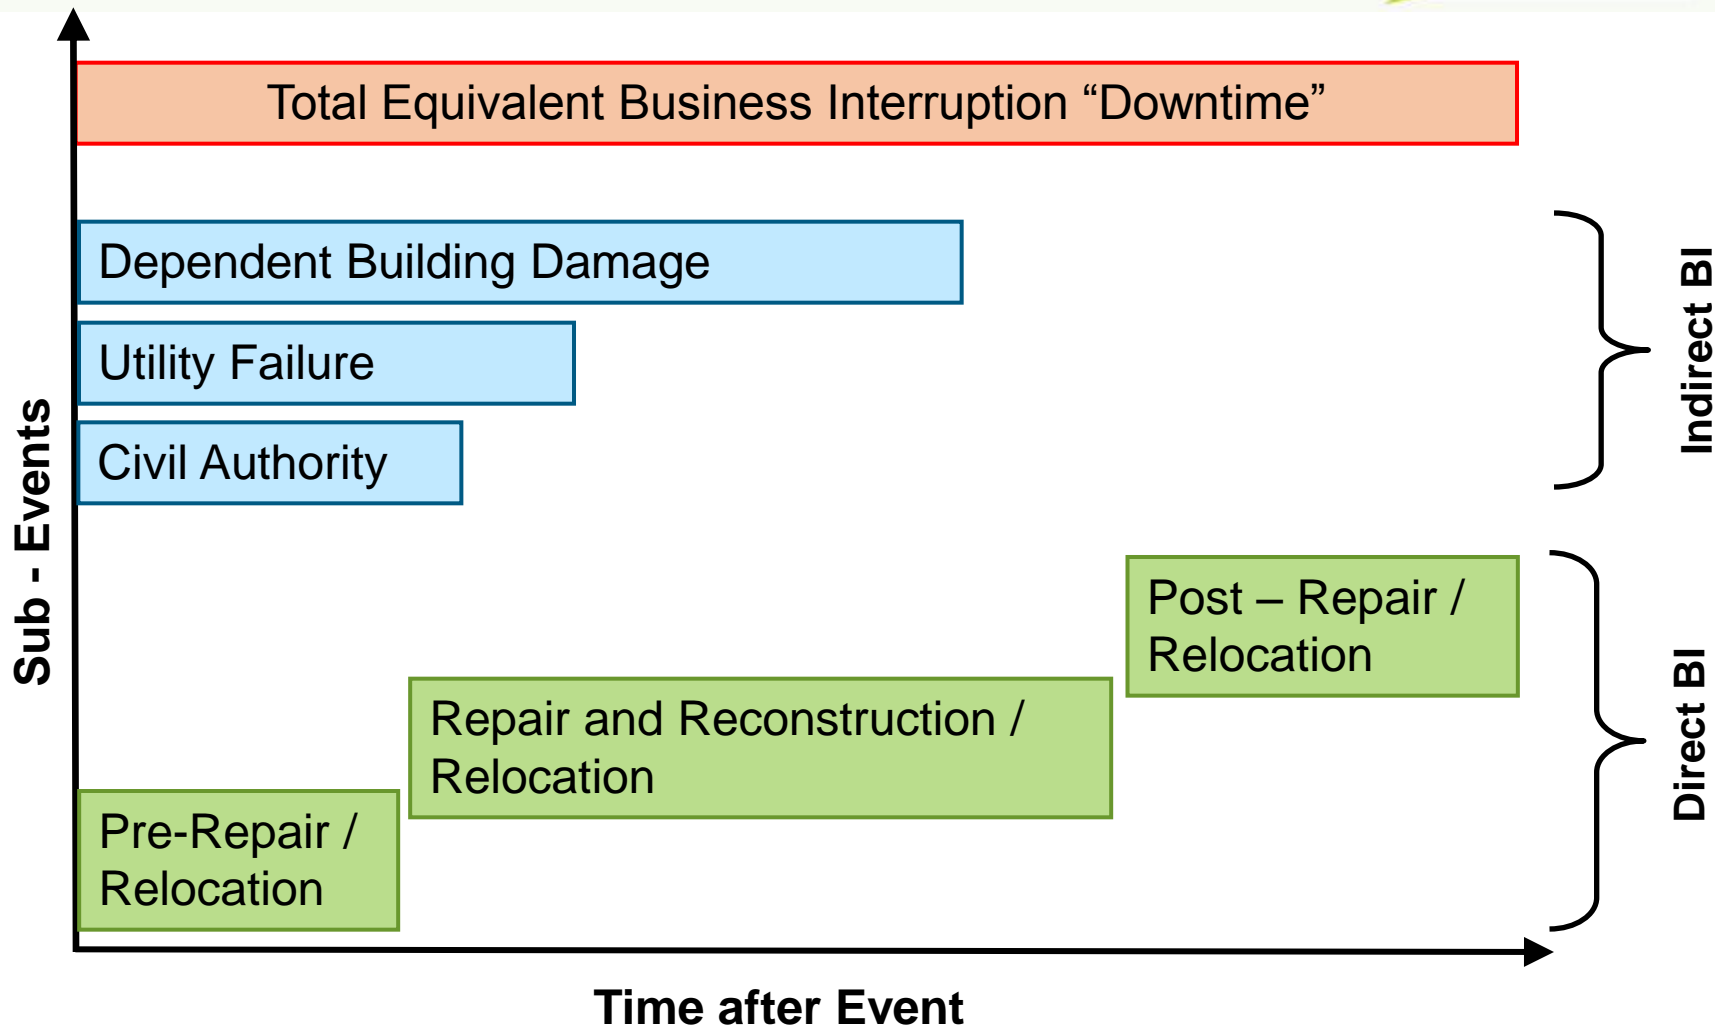 Total Equivalent Business Interruption “Downtime”
Dependent Building Damage
Utility Failure
Civil Authority
Indirect BI
Post – Repair /
Relocation
Repair and Reconstruction /
Relocation
Pre-Repair /
Relocation
Direct BI
Sub - Events
Time after Event